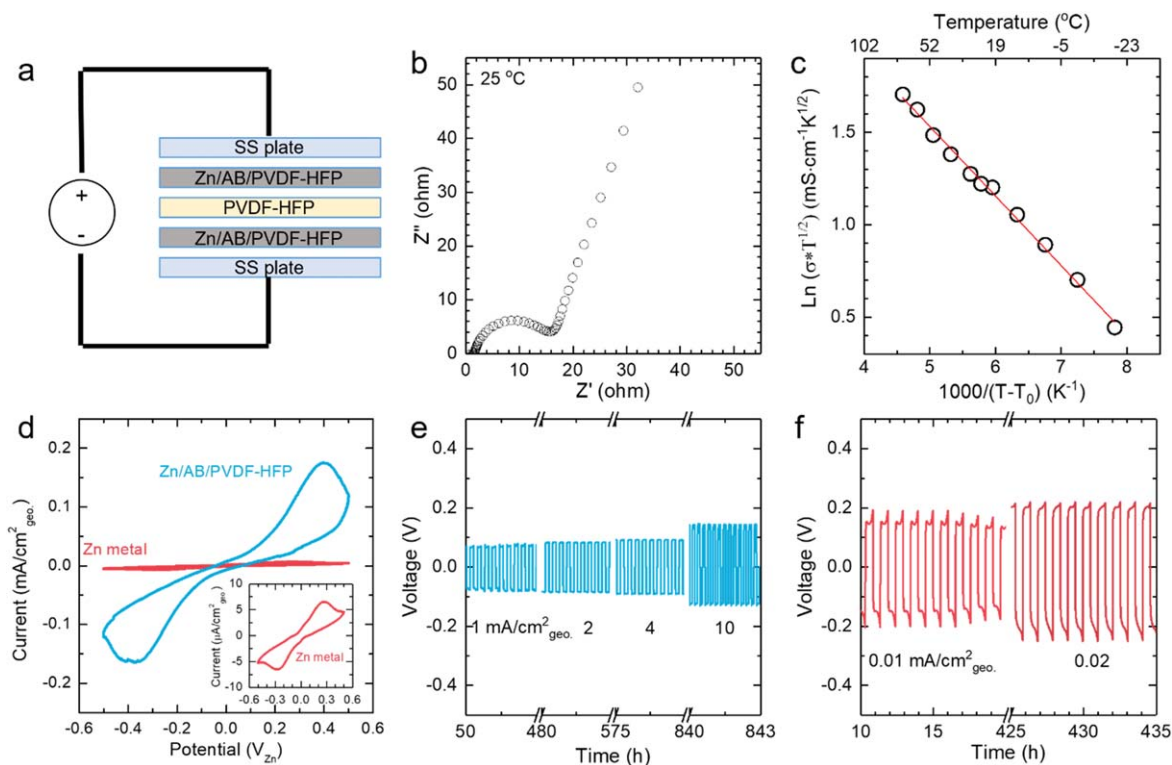 a
+
-
SS plate
Zn/AB/PVDF-HFP
PVDF-HFP
Zn/AB/PVDF-HFP
SS plate
b
25 °C
Z'' (ohm)
50
40
30
20
10
0
0 10 20 30 40 50
Z' (ohm)
c
Temperature (°C)
102 52 19 -5 -23
Ln (σ*T^1/2) (mS·cm^-1K^1/2)
1.5
1.0
0.5
4 5 6 7 8
1000/(T-T0) (K^-1)
d
Current (mA/cm²geo.)
0.2
0.1
0.0
-0.1
-0.2
Zn/AB/PVDF-HFP
Zn metal
Current (μA/cm²geo.)
10
5
0
-5
-10
Zn metal
-0.6 -0.3 0.0 0.3 0.6
-0.6 -0.4 -0.2 0.0 0.2 0.4 0.6
Potential (VZn)
e
Voltage (V)
0.4
0.2
0.0
-0.2
-0.4
1 mA/cm²geo. 2 4 10
50 480 575 840 843
Time (h)
f
Voltage (V)
0.4
0.2
0.0
-0.2
-0.4
0.01 mA/cm²geo. 0.02
10 15 425 430 435
Time (h)